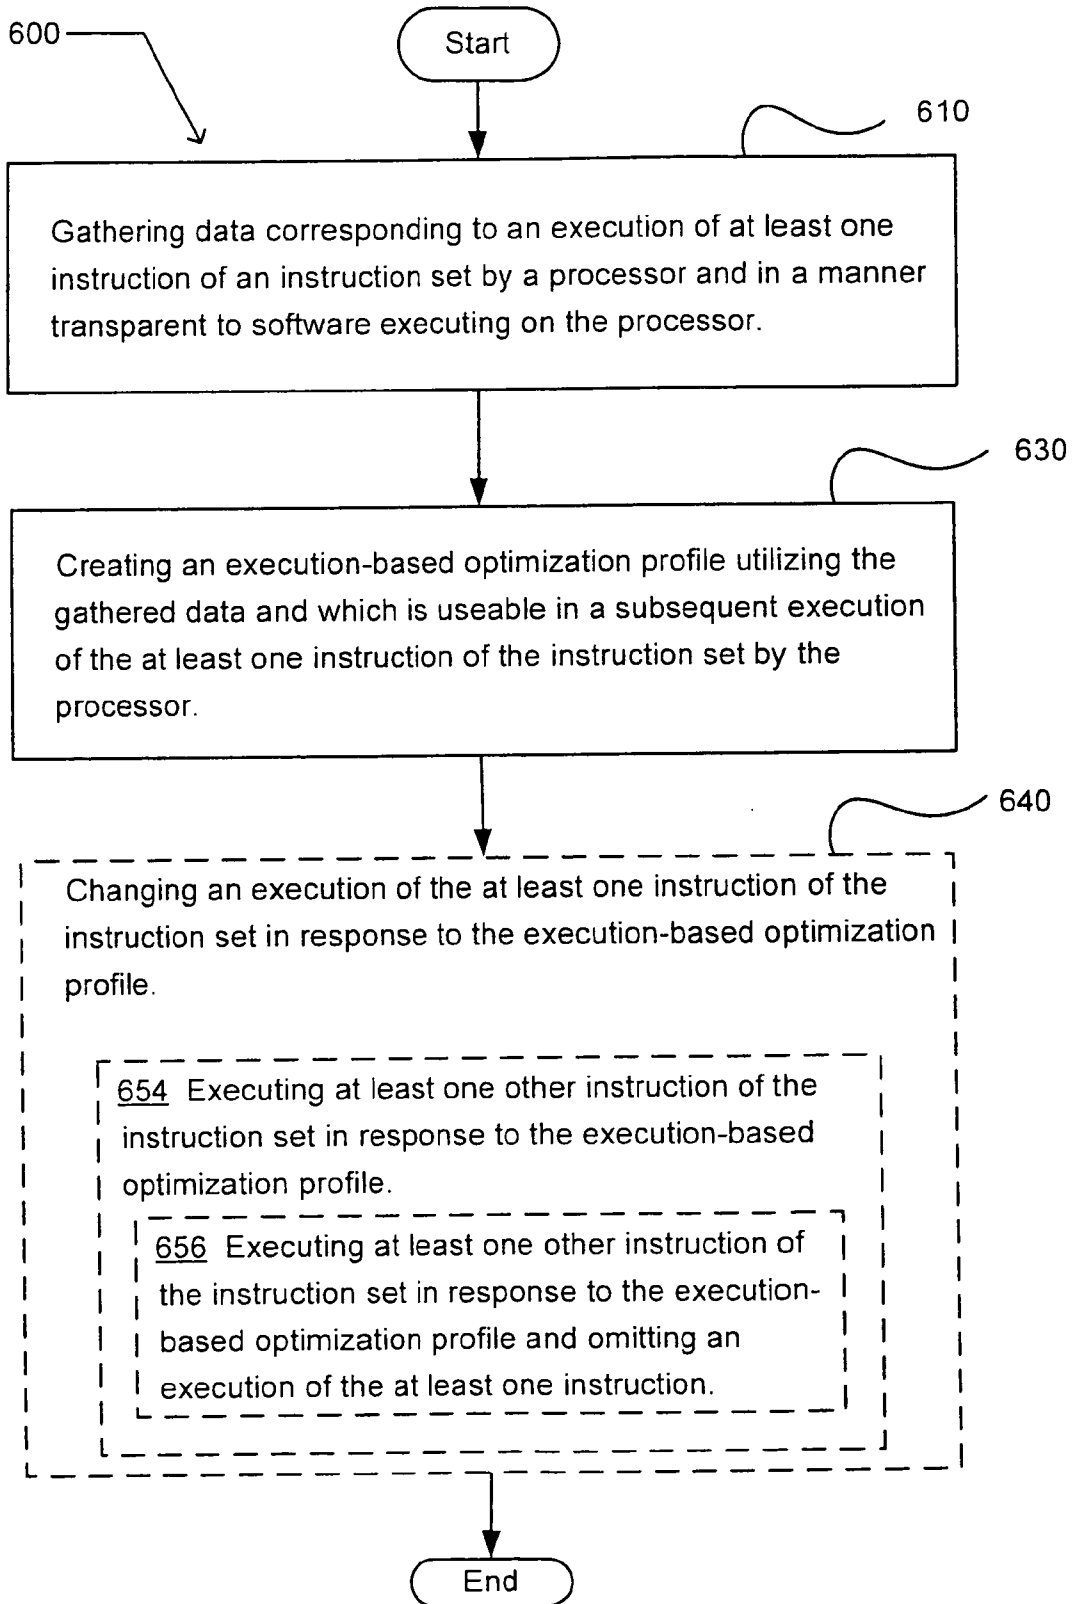 600
Start
610
Gathering data corresponding to an execution of at least one
instruction of an instruction set by a processor and in a manner
transparent to software executing on the processor.
630
Creating an execution-based optimization profile utilizing the
gathered data and which is useable in a subsequent execution
of the at least one instruction of the instruction set by the
processor.
640
Changing an execution of the at least one instruction of the
instruction set in response to the execution-based optimization
profile.
654 Executing at least one other instruction of the
instruction set in response to the execution-based
optimization profile.
656 Executing at least one other instruction of
the instruction set in response to the execution-
based optimization profile and omitting an
execution of the at least one instruction.
End